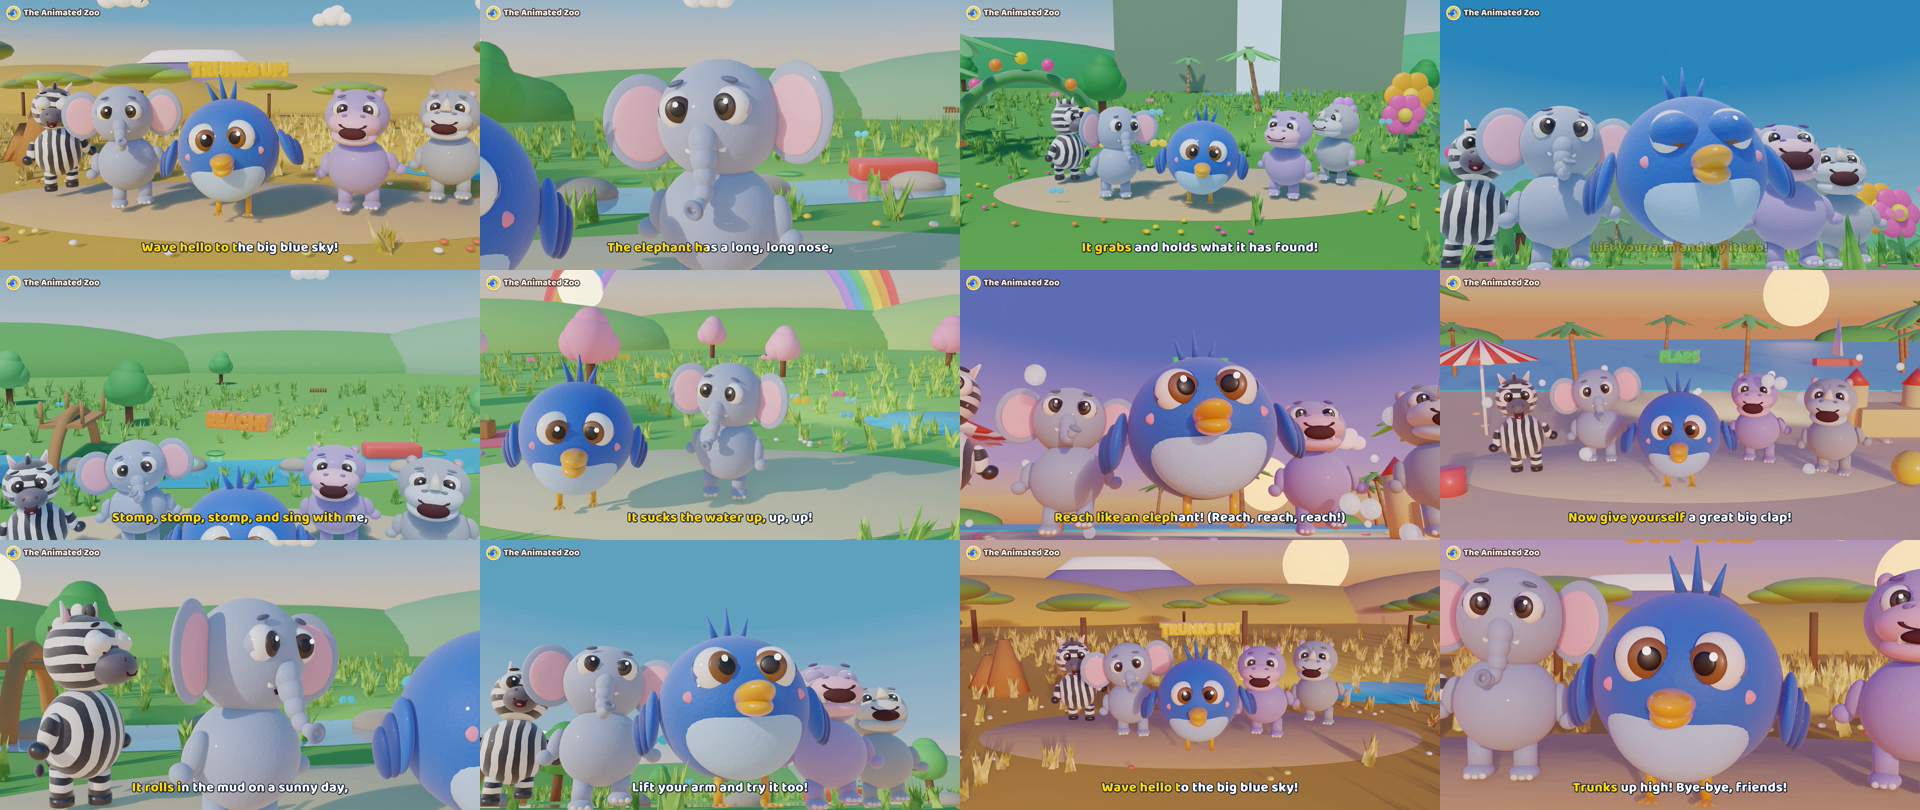 The Animated Zoo
TRUNKS UP!
Wave hello to the big blue sky!
The Animated Zoo
The elephant has a long, long nose,
The Animated Zoo
It grabs and holds what it has found!
The Animated Zoo
Lift your arm and try it too!
The Animated Zoo
REACH!
Stomp, stomp, stomp, and sing with me,
The Animated Zoo
It sucks the water up, up, up!
The Animated Zoo
Reach like an elephant! (Reach, reach, reach!)
The Animated Zoo
FLAP!
Now give yourself a great big clap!
The Animated Zoo
It rolls in the mud on a sunny day,
The Animated Zoo
Lift your arm and try it too!
The Animated Zoo
TRUNKS UP!
Wave hello to the big blue sky!
The Animated Zoo
Trunks up high! Bye-bye, friends!